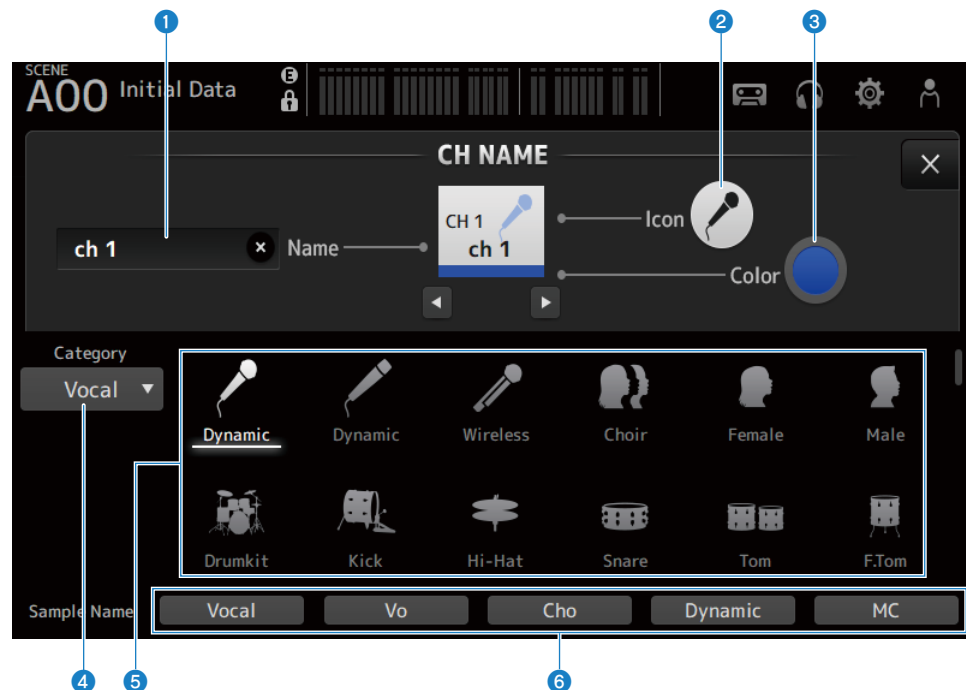 1 2 3
SCENE
A00 Initial Data E
CH NAME
CH 1
ch 1 Name ch 1
Icon
Color
Category
Vocal
Dynamic Dynamic Wireless Choir Female Male
Drumkit Kick Hi-Hat Snare Tom F.Tom
Sample Name Vocal Vo Cho Dynamic MC
4 5 6